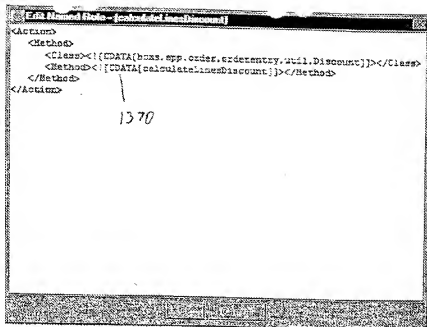 Edit Named Rule - [calculateLinesDiscount]
<Action>
<Method>
<Class><![CDATA[boss.app.order.orderentry.util.Discount]]></Class>
<Method><![CDATA[calculateLinesDiscount]]></Method>
</Method>
</Action>
1370